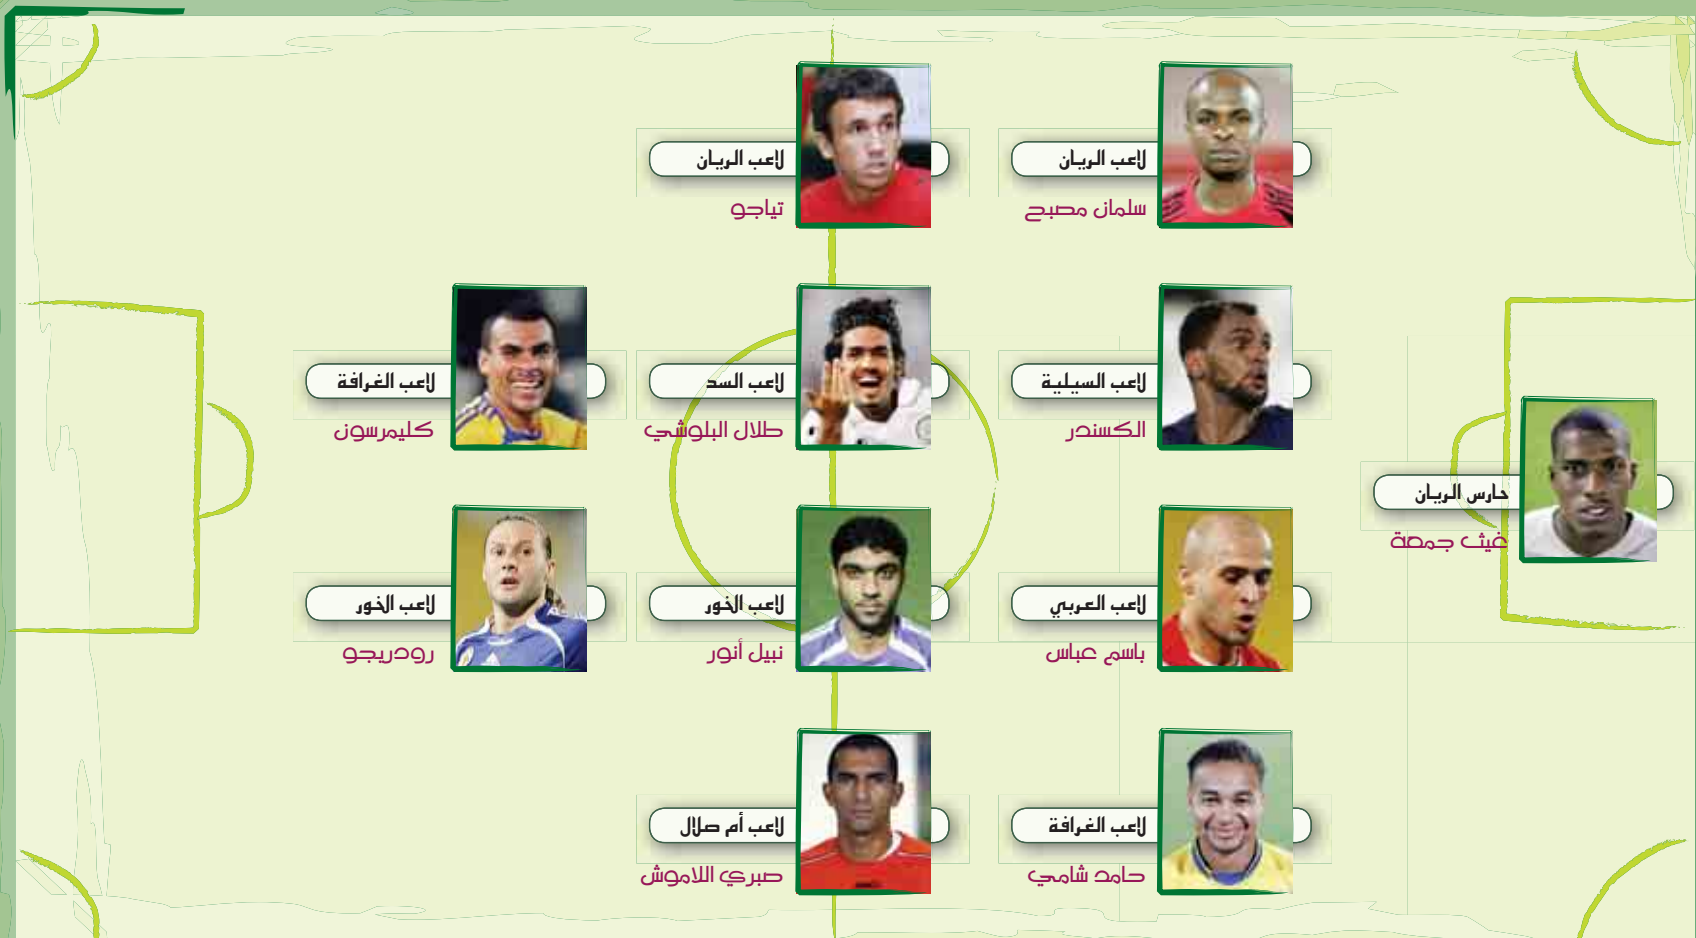 لاعب الريان
سلمان مصبح
لاعب الريان
تياجو
لاعب السيلية
الكسندر
لاعب السد
طلال البلوشي
لاعب الغرافة
كليمرسون
حارس الريان
غيث جمعة
لاعب العربي
باسم عباس
لاعب الخور
نبيل أنور
لاعب الخور
رودريجو
لاعب الغرافة
حامد شامي
لاعب أم صلال
صبري اللاموش